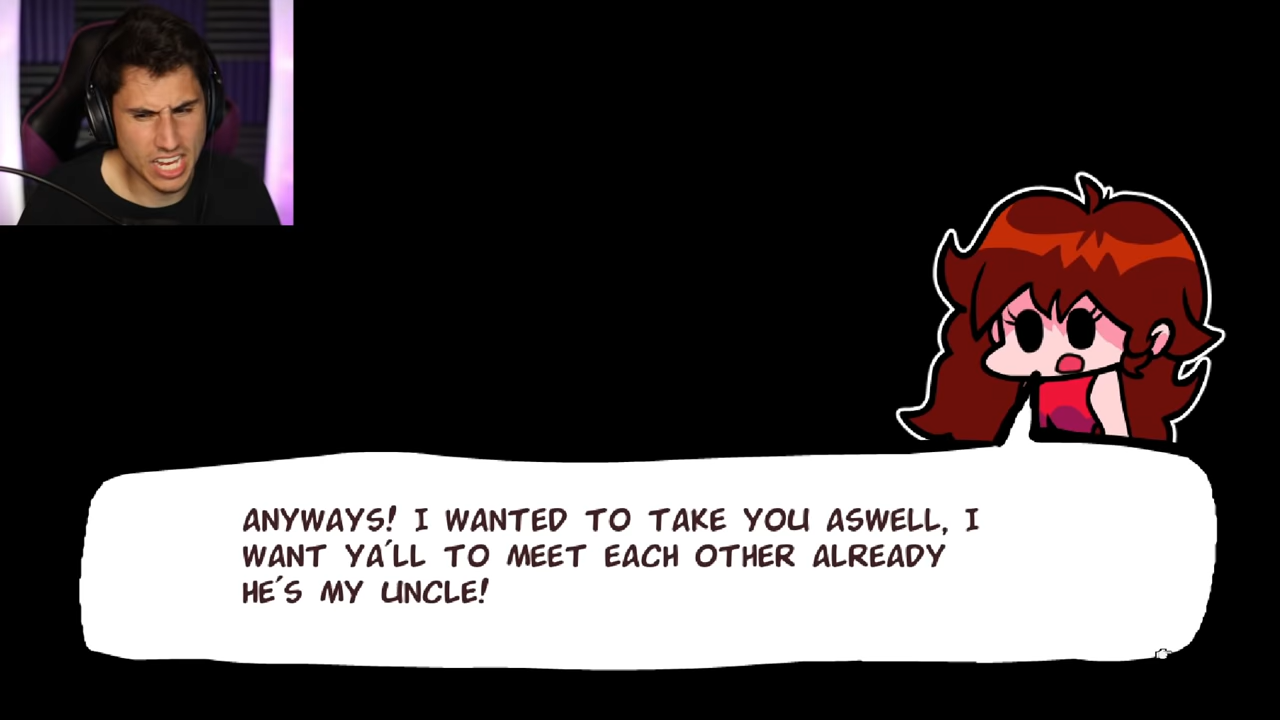 ANYWAYS! I WANTED TO TAKE YOU ASWELL, I
WANT YA´LL TO MEET EACH OTHER ALREADY
HE´S MY UNCLE!